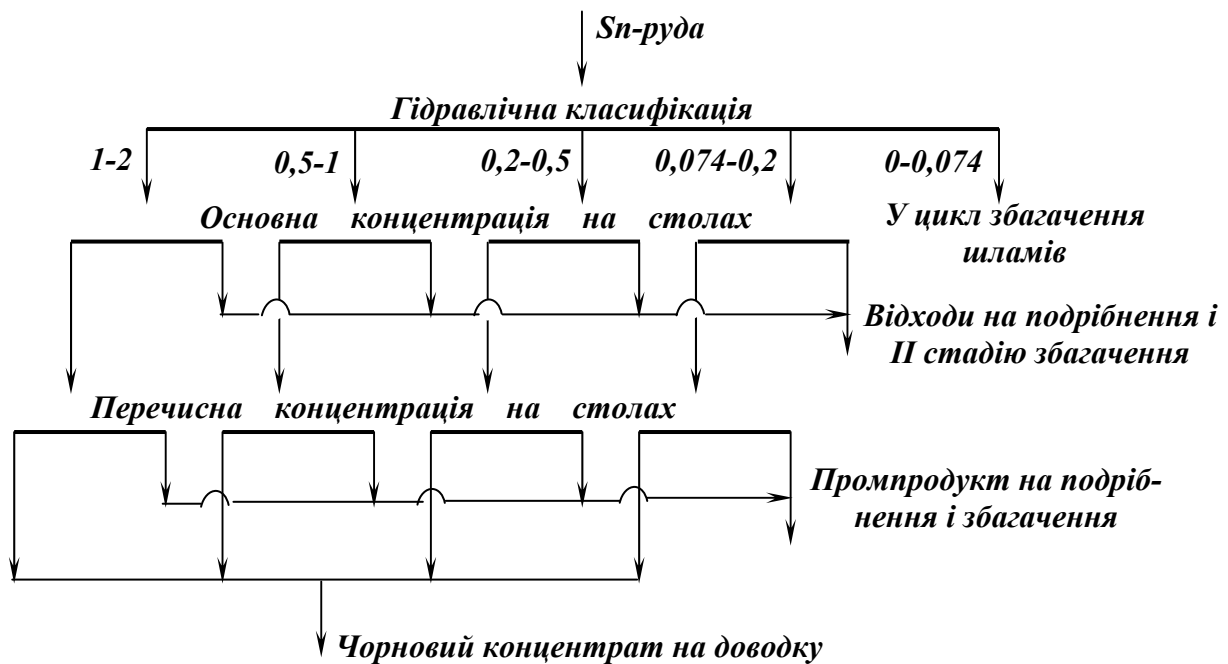 Sn-руда
Гідравлічна класифікація
1-2
0,5-1
0,2-0,5
0,074-0,2
0-0,074
Основна концентрація на столах
У цикл збагачення
шламів
Відходи на подрібнення і
II стадію збагачення
Перечисна концентрація на столах
Промпродукт на подріб-
нення і збагачення
Чорновий концентрат на доводку